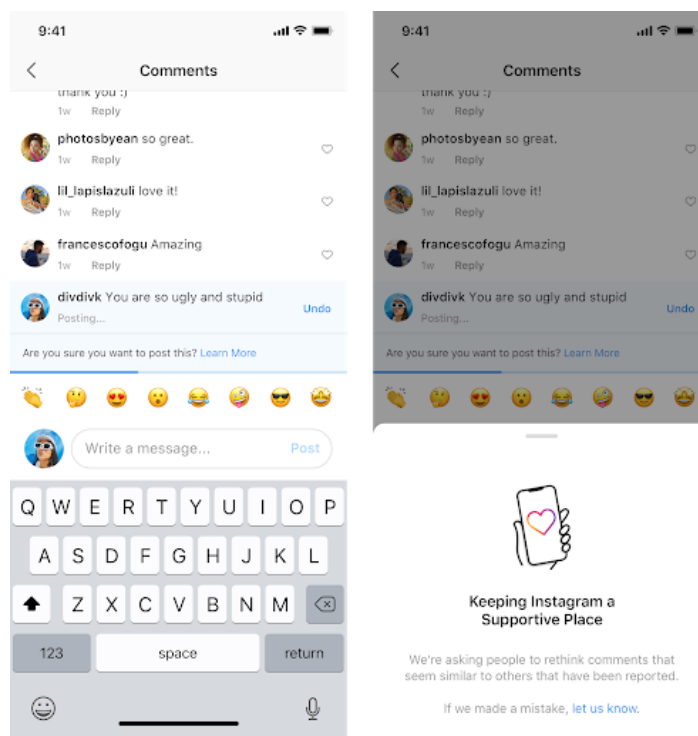 9:41
Comments
thank you :)
1w Reply
photosbyean so great.
1w Reply
lil_lapislazuli love it!
1w Reply
francescofogu Amazing
1w Reply
divdivk You are so ugly and stupid
Posting...
Undo
Are you sure you want to post this? Learn More
Write a message...
Post
Q W E R T Y U I O P
A S D F G H J K L
Z X C V B N M
123 space return
9:41
Comments
thank you :)
1w Reply
photosbyean so great.
1w Reply
lil_lapislazuli love it!
1w Reply
francescofogu Amazing
1w Reply
divdivk You are so ugly and stupid
Posting...
Undo
Are you sure you want to post this? Learn More
Keeping Instagram a
Supportive Place
We're asking people to rethink comments that
seem similar to others that have been reported.
If we made a mistake, let us know.